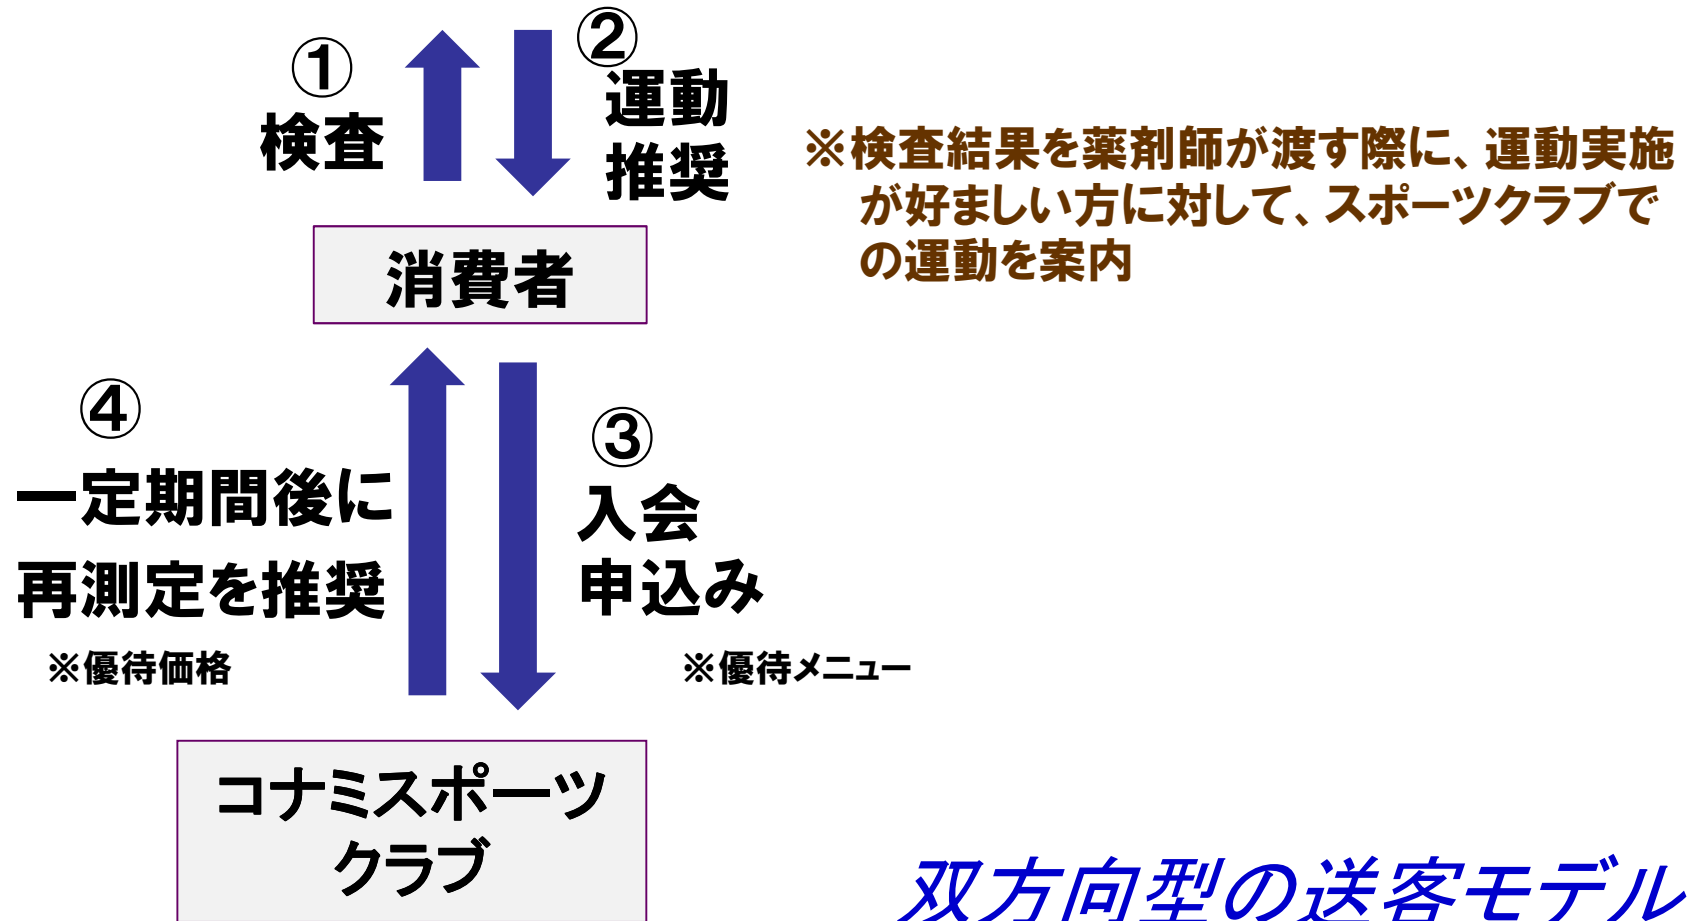 ①
検査
②
運動
推奨
※検査結果を薬剤師が渡す際に、運動実施
が好ましい方に対して、スポーツクラブで
の運動を案内
消費者
④
一定期間後に
再測定を推奨
※優待価格
③
入会
申込み
※優待メニュー
コナミスポーツ
クラブ
双方向型の送客モデル